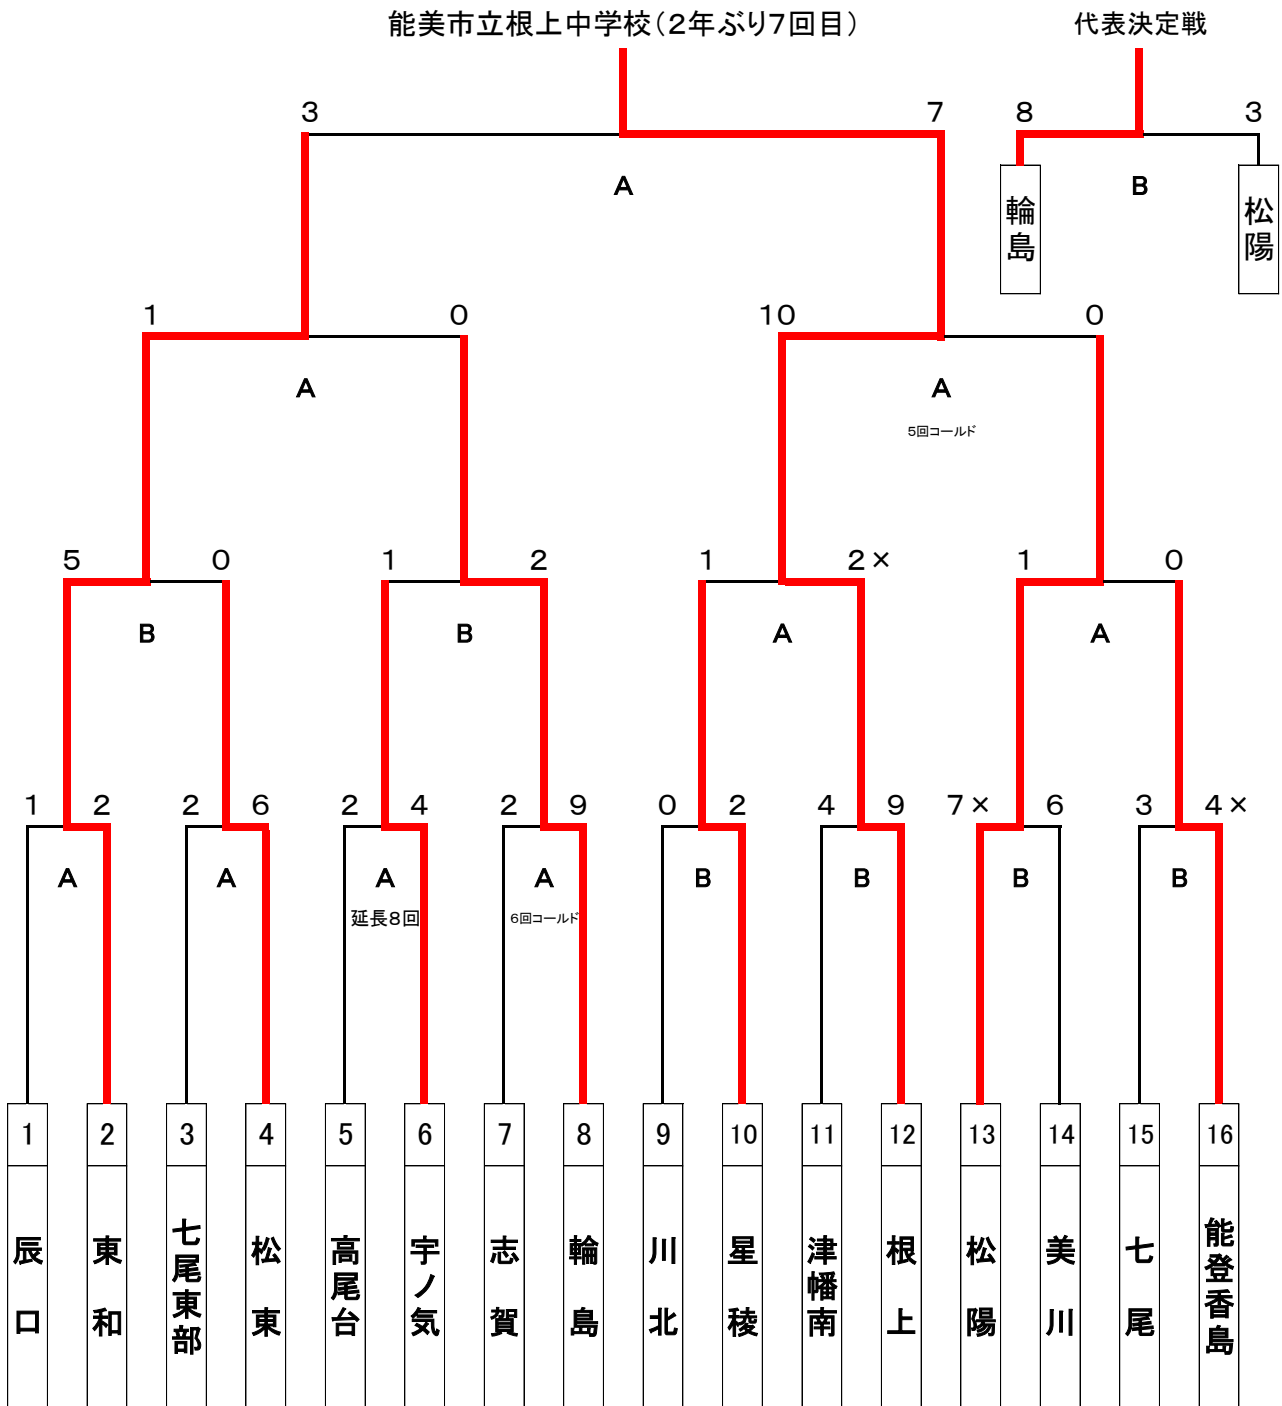 能美市立根上中学校(2年ぶり7回目)
代表決定戦
3 7 8 3
A B
輪島 松陽
1 0 10 0
A A
5回コールド
5 0 1 2 1 2× 1 0
B B A A
1 2 2 6 2 4 2 9 0 2 4 9 7× 6 3 4×
A A A A B B B B
延長8回 6回コールド
1 2 3 4 5 6 7 8 9 10 11 12 13 14 15 16
辰口
東和
七尾東部
松東
高尾台
宇ノ気
志賀
輪島
川北
星稜
津幡南
根上
松陽
美川
七尾
能登香島